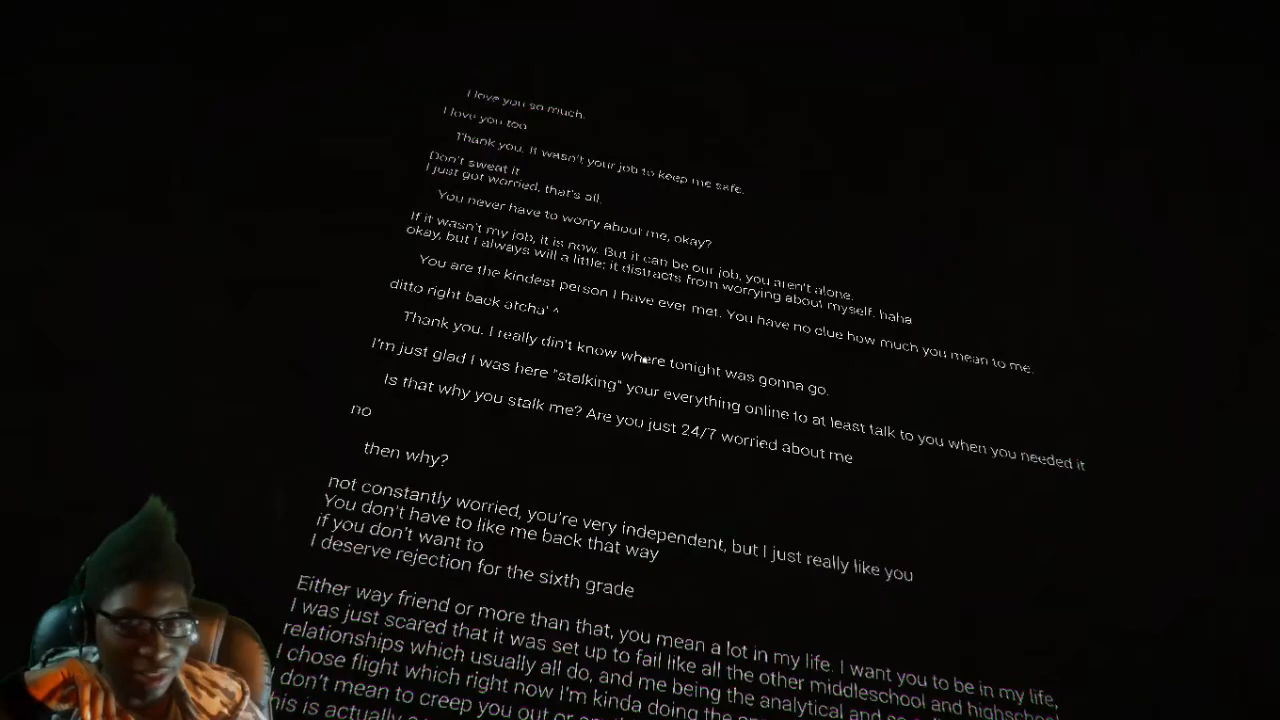 I love you so much.
I love you too
Thank you. It wasn't your job to keep me safe.
Don't sweat it
I just got worried, that's all.
You never have to worry about me, okay?
If it wasn't my job, it is now. But it can be our job, you aren't alone.
okay, but I always will a little; it distracts from worrying about myself. haha
You are the kindest person I have ever met. You have no clue how much you mean to me.
ditto right back atcha' ^
Thank you. I really din't know where tonight was gonna go.
I'm just glad I was here "stalking" your everything online to at least talk to you when you needed it
Is that why you stalk me? Are you just 24/7 worried about me
no
then why?
not constantly worried, you're very independent, but I just really like you
You don't have to like me back that way
if you don't want to
I deserve rejection for the sixth grade
Either way friend or more than that, you mean a lot in my life. I want you to be in my life,
I was just scared that it was set up to fail like all the other middleschool and highschool
relationships which usually all do, and me being the analytical and
I chose flight which right now I'm kinda doing the
don't mean to creep you out or
his is actually